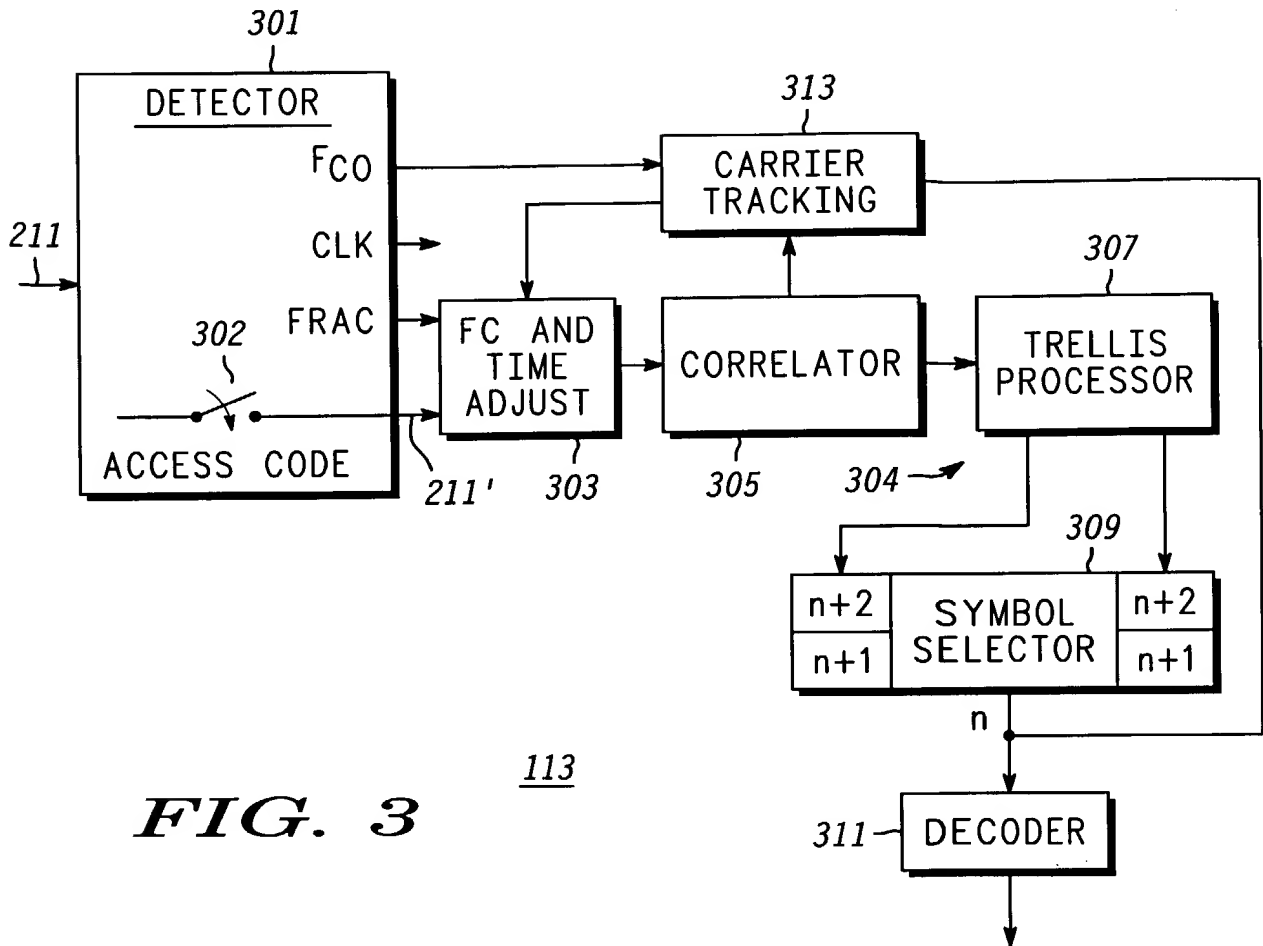 301
DETECTOR
FCO
CLK
FRAC
211
302
ACCESS CODE
211'
313
CARRIER
TRACKING
FC AND
TIME
ADJUST
303
CORRELATOR
305
307
TRELLIS
PROCESSOR
304
309
n+2
n+1
SYMBOL
SELECTOR
n+2
n+1
n
311
DECODER
113
FIG. 3